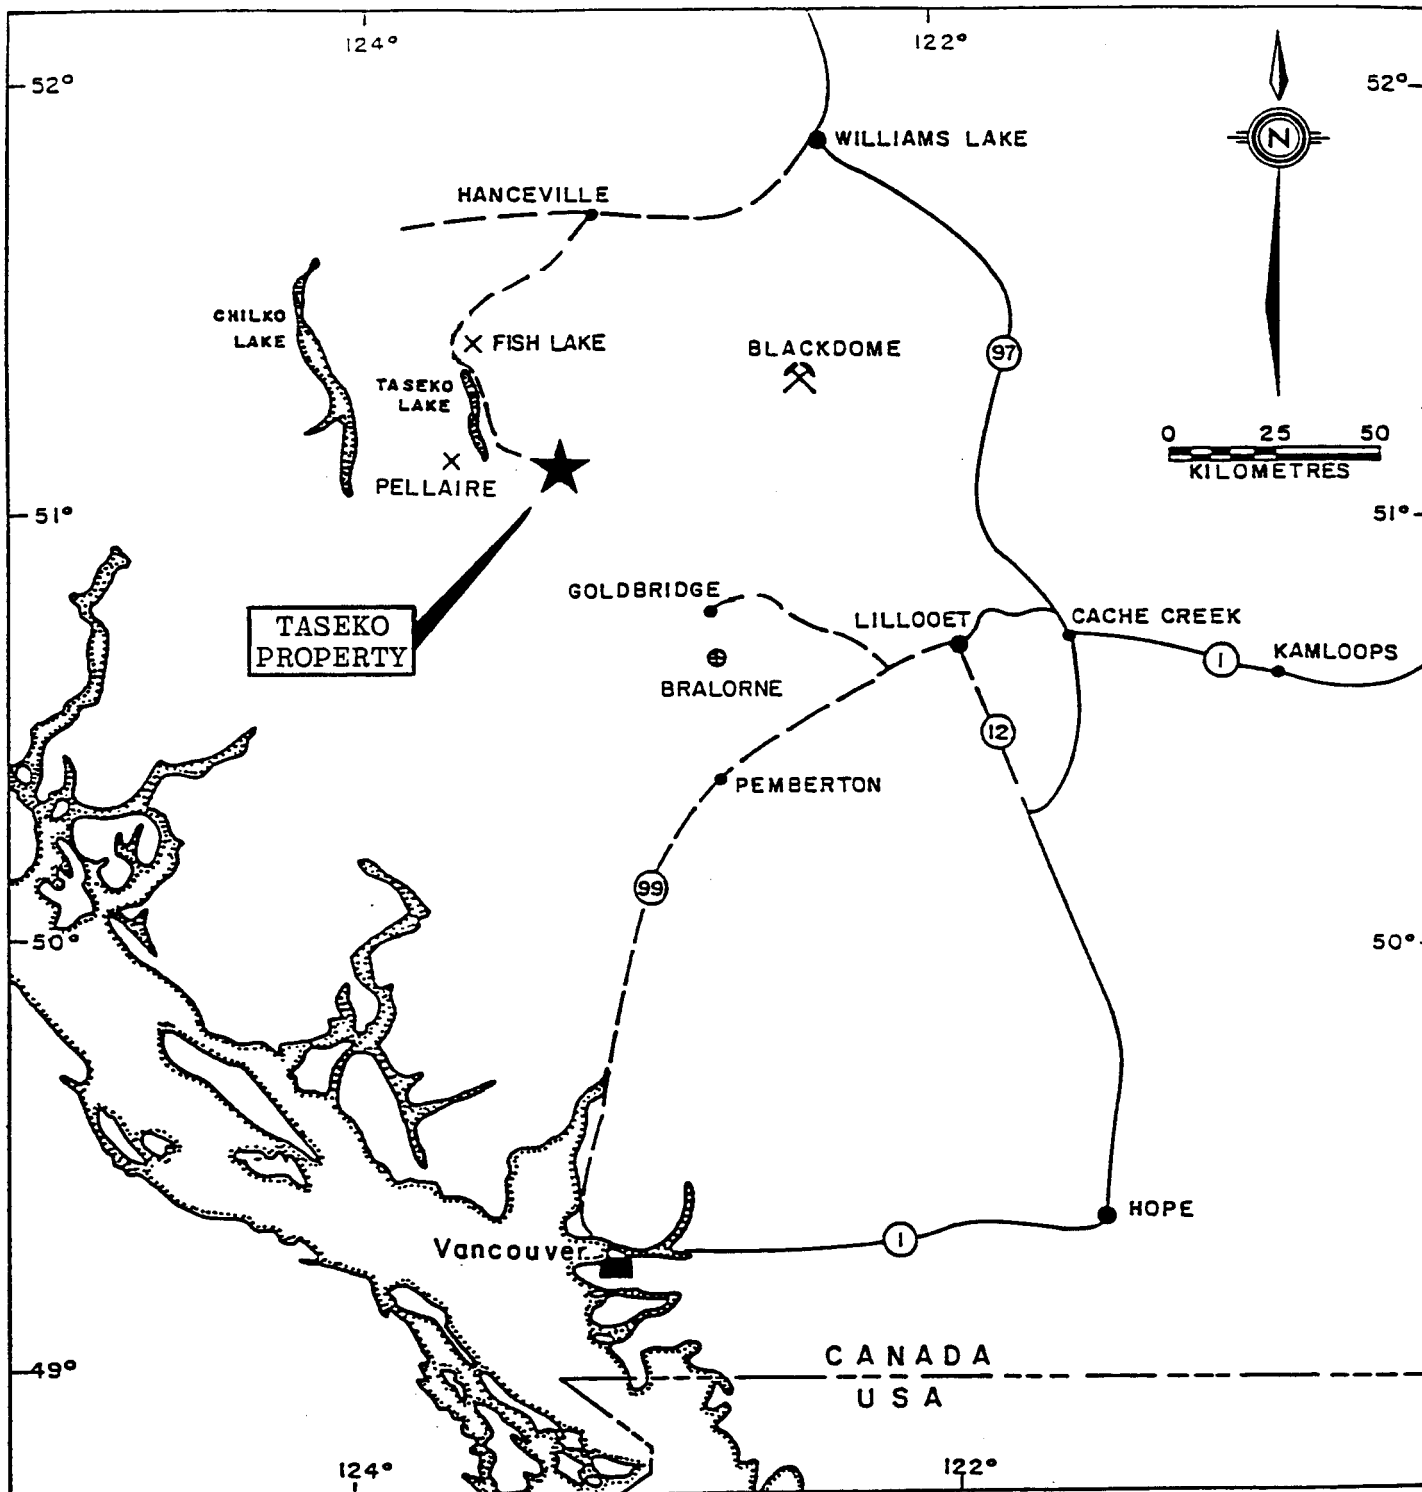 124°
122°
52°
52°
N
WILLIAMS LAKE
HANCEVILLE
CHILKO
LAKE
FISH LAKE
BLACKDOME
97
TASEKO
LAKE
0 25 50
KILOMETRES
PELLAIRE
51°
51°
GOLDBRIDGE
LILLOOET
CACHE CREEK
TASEKO
PROPERTY
1
KAMLOOPS
BRALORNE
12
PEMBERTON
99
50°
50°
HOPE
1
Vancouver
CANADA
49°
USA
124°
122°